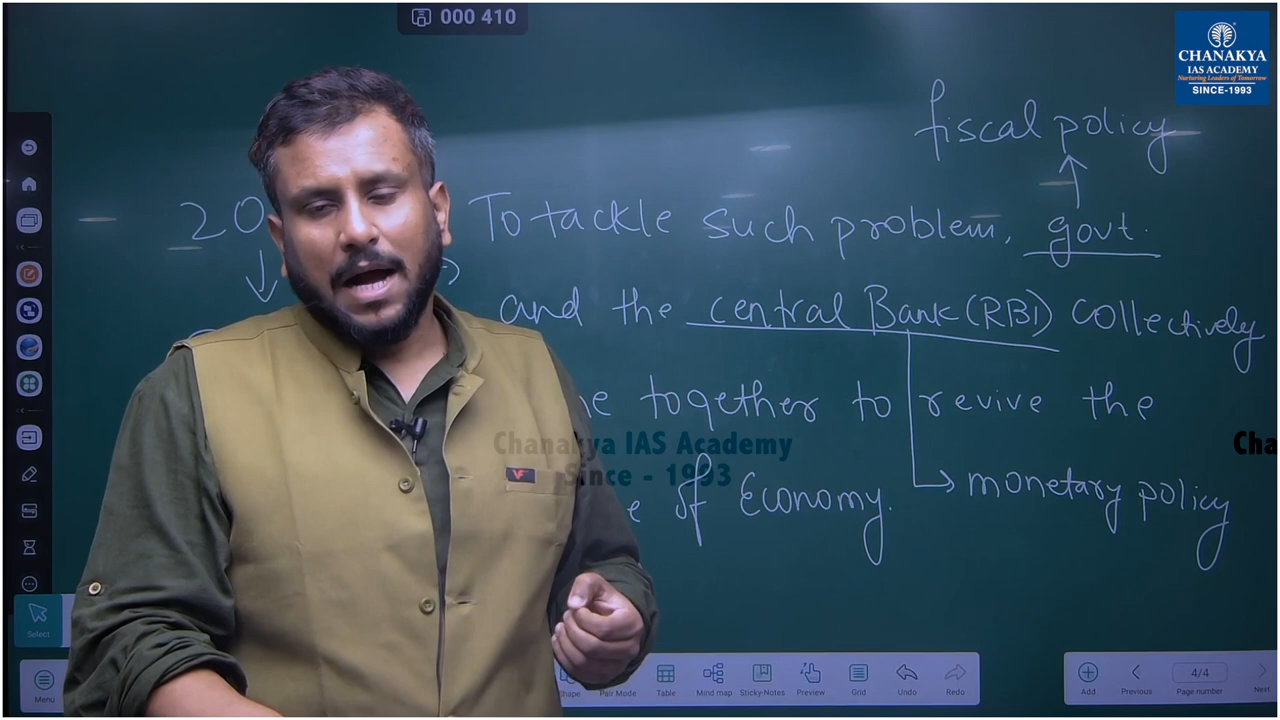 000 410
CHANAKYA
IAS ACADEMY
Nurturing Leaders of Tomorrow
SINCE-1993
fiscal policy
20
To tackle such problem, govt.
and the central Bank (RBI) collectively
together to revive the
of Economy.
monetary policy
Chanakya IAS Academy
Since - 1993
Cha
VF
Select
Menu
Shape
Pair Mode
Table
Mind map
Sticky-Notes
Preview
Grid
Undo
Redo
Add
Previous
4/4
Page number
Next